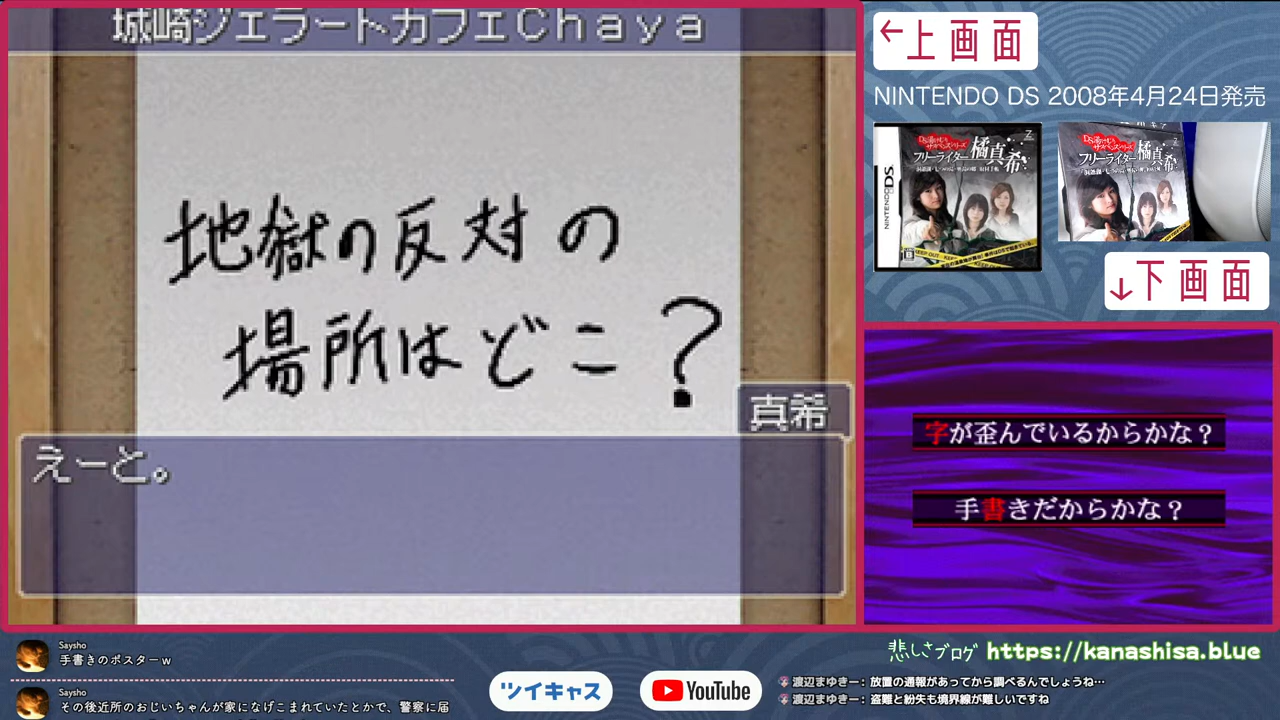 城崎ジェラートカフェＣｈａｙａ
地獄の反対の
場所はどこ？
真希
えーと。
←上画面
NINTENDO DS 2008年4月24日発売
NINTENDO DS
フリーライター
橘真希
フリーライター
橘真希
↓下画面
字が歪んでいるからかな？
手書きだからかな？
Saysho
手書きのポスターｗ
Saysho
その後近所のおじいちゃんが家になげこまれていたとかで、警察に届
ツイキャス
YouTube
悲しさブログ https://kanashisa.blue
渡辺まゆきー：放置の通報があってから調べるんでしょうね…
渡辺まゆきー：盗難と紛失も境界線が難しいですね